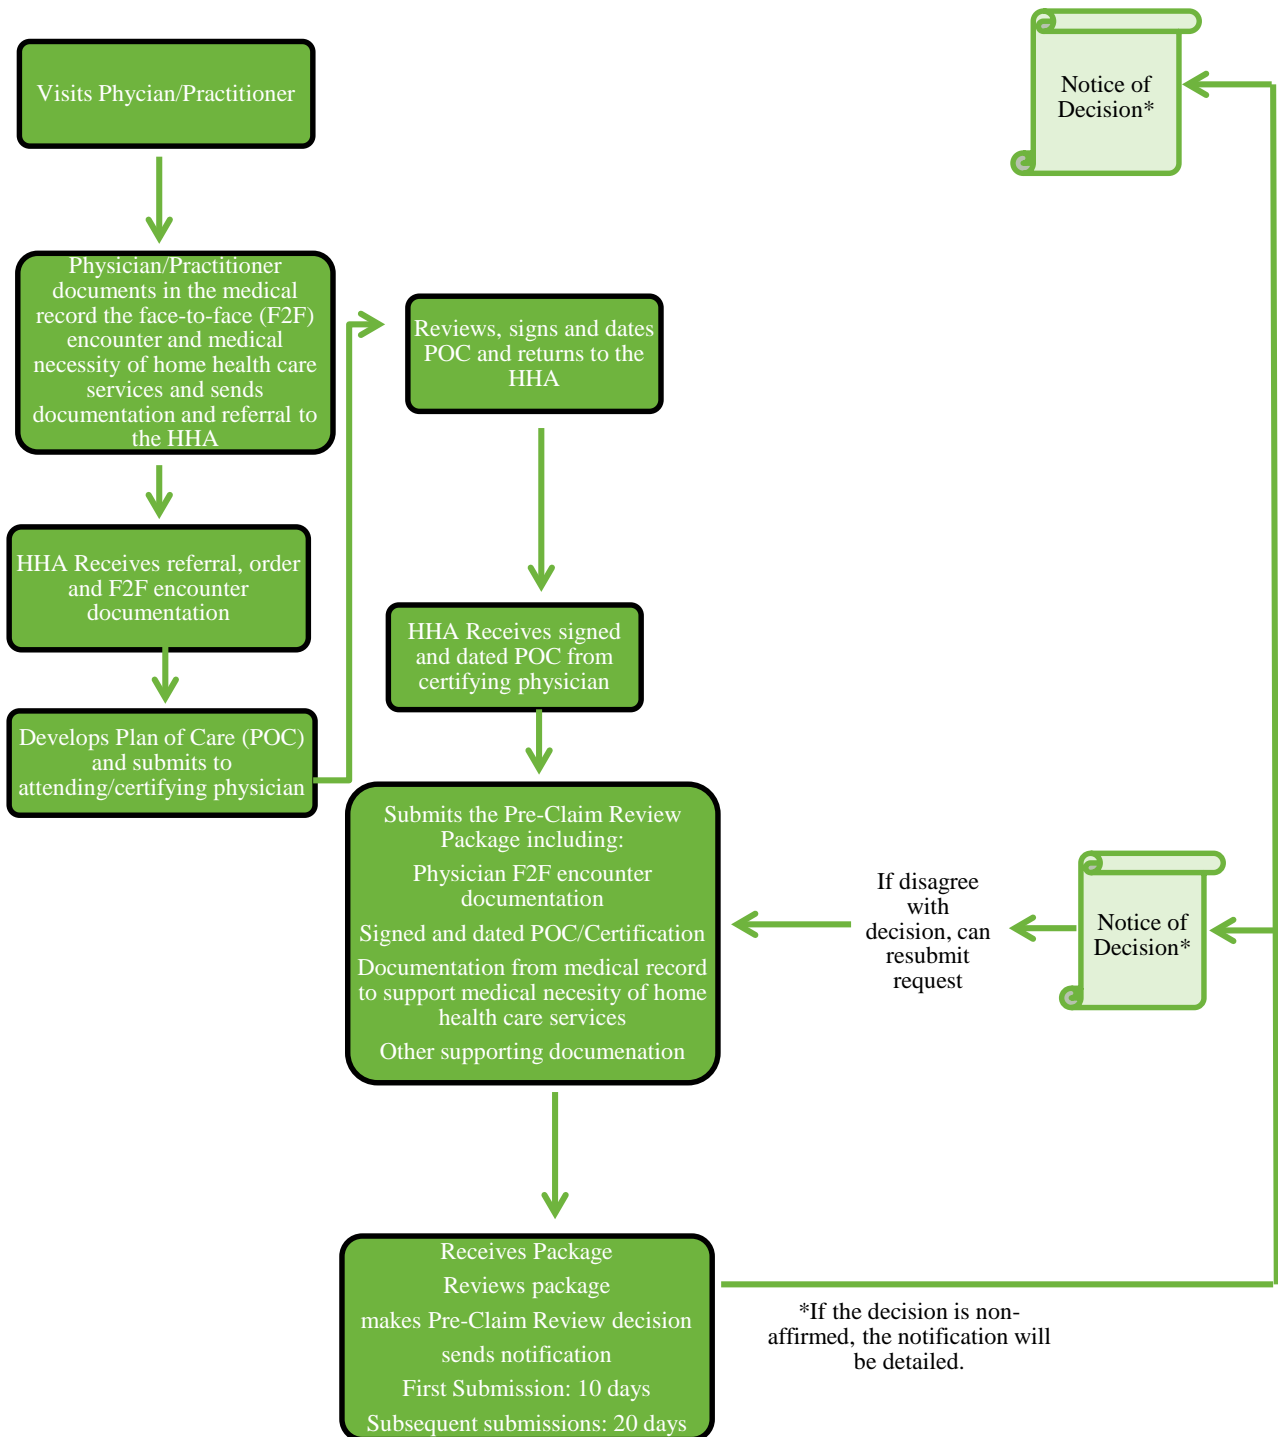 Visits Phycian/Practitioner
Physician/Practitioner
documents in the medical
record the face-to-face (F2F)
encounter and medical
necessity of home health care
services and sends
documentation and referral to
the HHA
HHA Receives referral, order
and F2F encounter
documentation
Develops Plan of Care (POC)
and submits to
attending/certifying physician
Reviews, signs and dates
POC and returns to the
HHA
HHA Receives signed
and dated POC from
certifying physician
Submits the Pre-Claim Review
Package including:
Physician F2F encounter
documentation
Signed and dated POC/Certification
Documentation from medical record
to support medical necesity of home
health care services
Other supporting documenation
Receives Package
Reviews package
makes Pre-Claim Review decision
sends notification
First Submission: 10 days
Subsequent submissions: 20 days
*If the decision is non-
affirmed, the notification will
be detailed.
If disagree
with
decision, can
resubmit
request
Notice of
Decision*
Notice of
Decision*